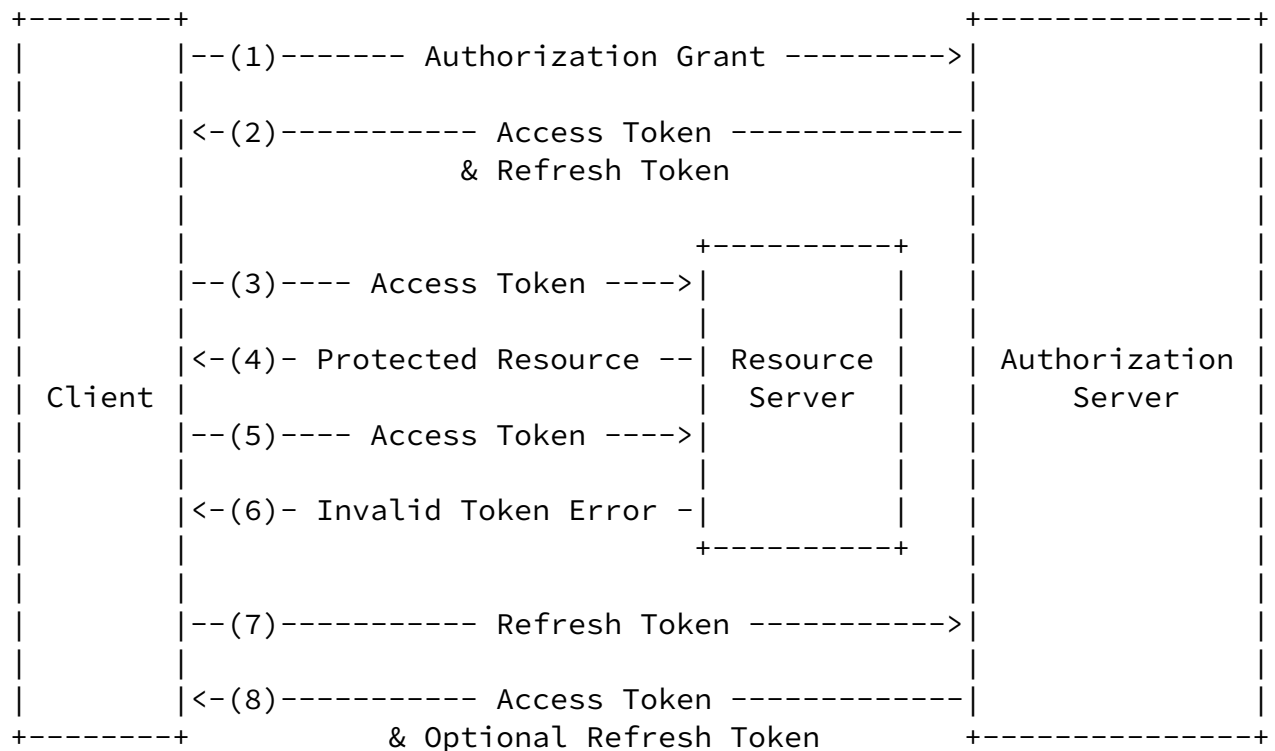 (1) Authorization Grant
(2) Access Token
& Refresh Token
(3) Access Token
(4) Protected Resource
Resource
Authorization
Client
Server
Server
(5) Access Token
(6) Invalid Token Error
(7) Refresh Token
(8) Access Token
& Optional Refresh Token